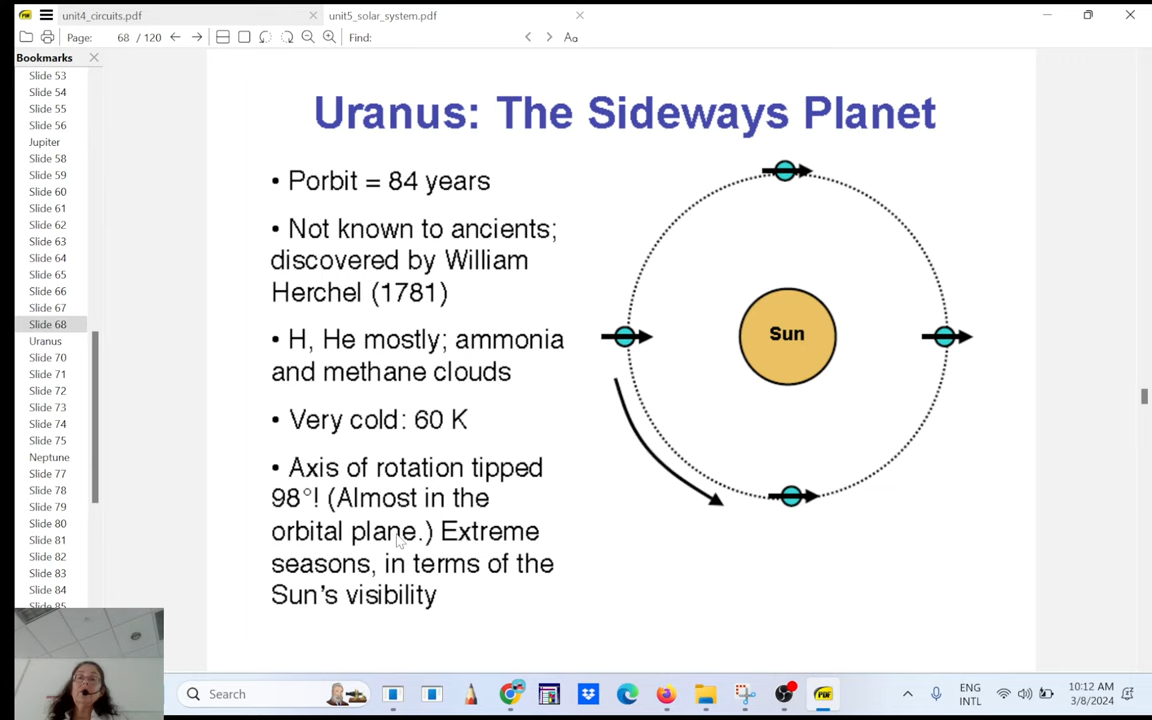 unit4_circuits.pdf
unit5_solar_system.pdf
Page: 68 / 120
Find:
Aa
Bookmarks
Slide 53
Slide 54
Slide 55
Slide 56
Jupiter
Slide 58
Slide 59
Slide 60
Slide 61
Slide 62
Slide 63
Slide 64
Slide 65
Slide 66
Slide 67
Slide 68
Uranus
Slide 70
Slide 71
Slide 72
Slide 73
Slide 74
Slide 75
Neptune
Slide 77
Slide 78
Slide 79
Slide 80
Slide 81
Slide 82
Slide 83
Slide 84
Slide 85
Uranus: The Sideways Planet
• Porbit = 84 years
• Not known to ancients;
discovered by William
Herchel (1781)
• H, He mostly; ammonia
and methane clouds
• Very cold: 60 K
• Axis of rotation tipped
98°! (Almost in the
orbital plane.) Extreme
seasons, in terms of the
Sun's visibility
Sun
Search
PDF
ENG
INTL
10:12 AM
3/8/2024